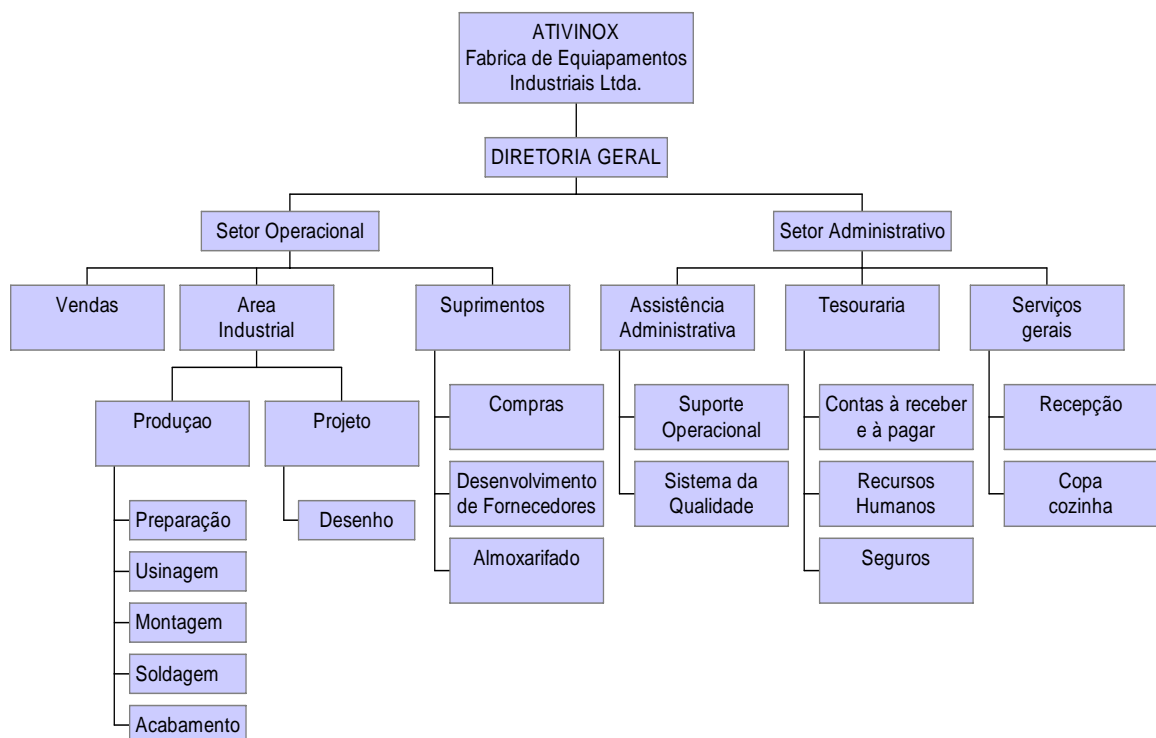 ATIVINOX
Fabrica de Equiapamentos
Industriais Ltda.
DIRETORIA GERAL
Setor Operacional
Setor Administrativo
Vendas
Area
Industrial
Suprimentos
Assistência
Administrativa
Tesouraria
Serviços
gerais
Produçao
Projeto
Compras
Suporte
Operacional
Contas à receber
e à pagar
Recepção
Desenvolvimento
de Fornecedores
Sistema da
Qualidade
Recursos
Humanos
Copa
cozinha
Preparação
Desenho
Almoxarifado
Seguros
Usinagem
Montagem
Soldagem
Acabamento